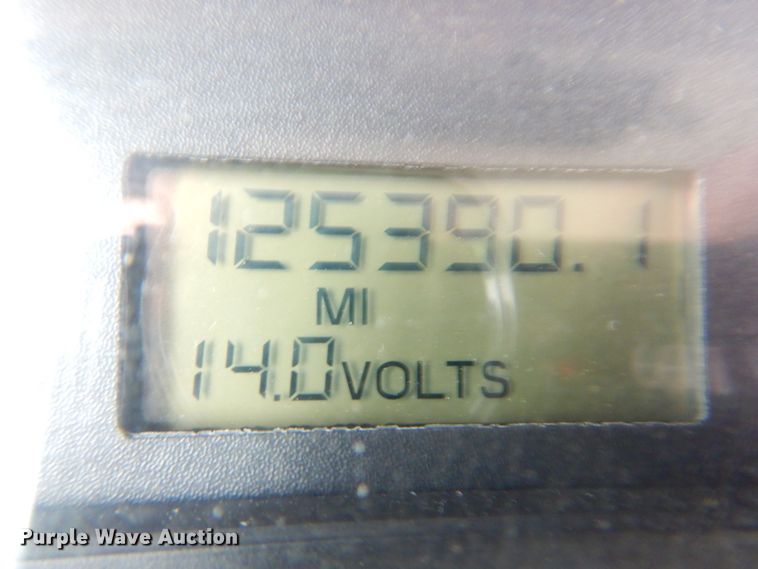 125390.1
MI
14.0VOLTS
Purple Wave Auction